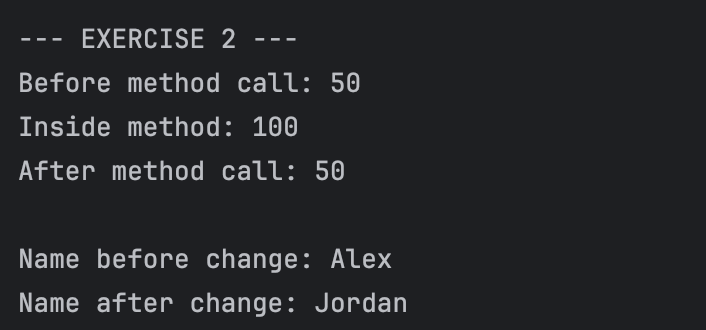 --- EXERCISE 2 ---
Before method call: 50
Inside method: 100
After method call: 50
Name before change: Alex
Name after change: Jordan